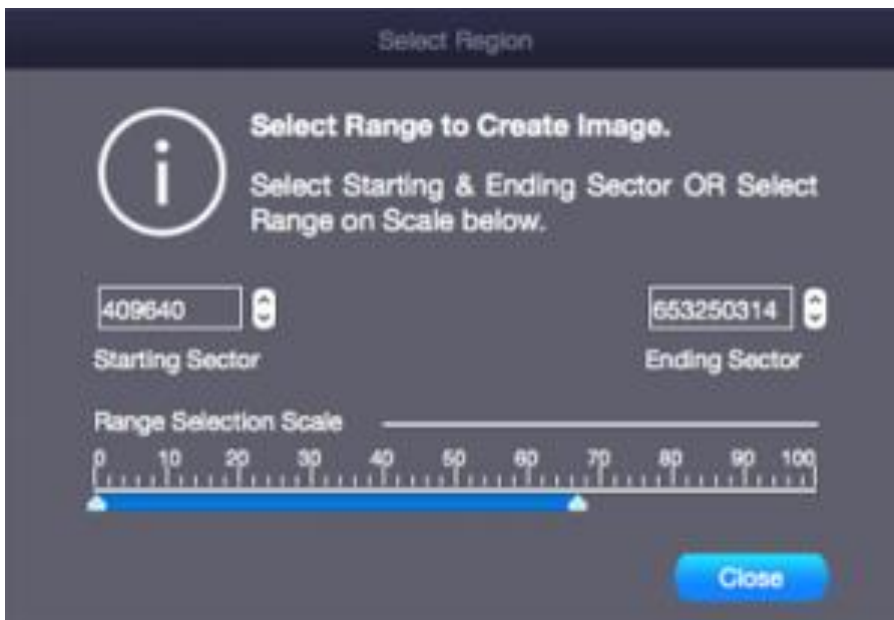 Select Region
Select Range to Create Image.
Select Starting & Ending Sector OR Select
Range on Scale below.
409640 653250314
Starting Sector Ending Sector
Range Selection Scale
0 10 20 30 40 50 60 70 80 90 100
Close